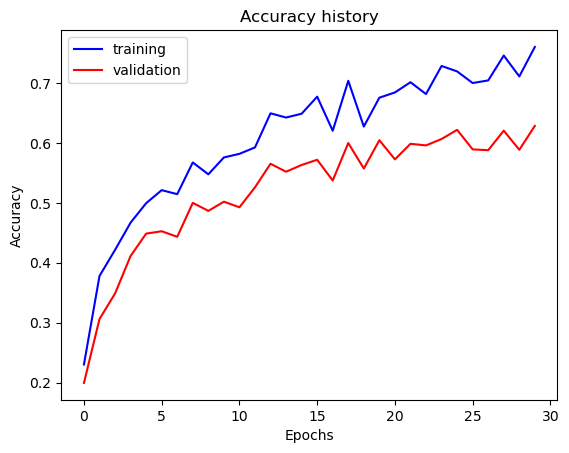 Accuracy history
training
validation
Accuracy
0.7
0.6
0.5
0.4
0.3
0.2
0 5 10 15 20 25 30
Epochs